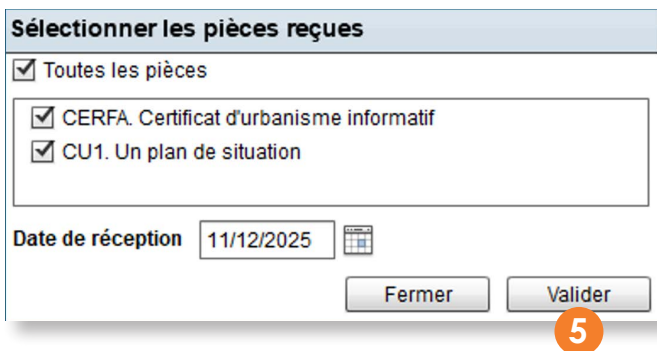 Sélectionner les pièces reçues
Toutes les pièces
CERFA. Certificat d'urbanisme informatif
CU1. Un plan de situation
Date de réception 11/12/2025
Fermer Valider
5